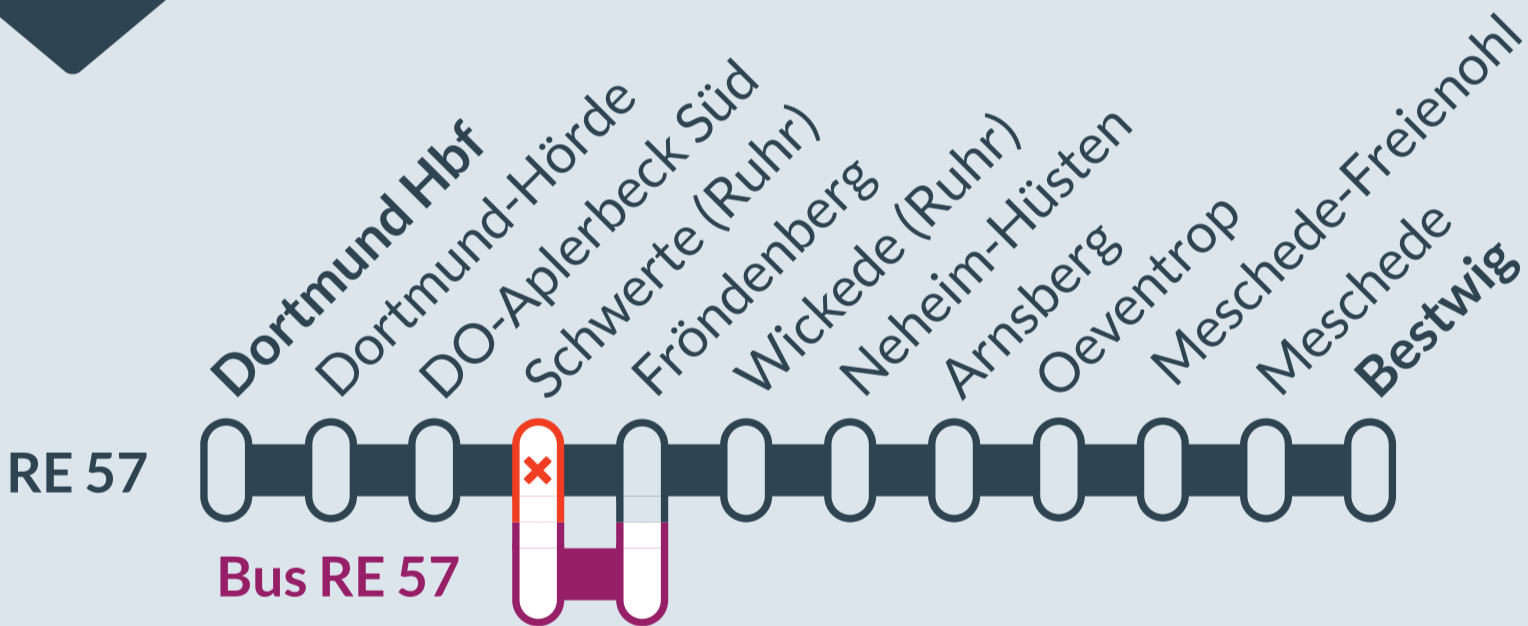 Dortmund Hbf
Dortmund-Hörde
DO-Aplerbeck Süd
Schwerte (Ruhr)
Fröndenberg
Wickede (Ruhr)
Neheim-Hüsten
Arnsberg
Oeventrop
Meschede-Freienohl
Meschede
Bestwig
RE 57
Bus RE 57